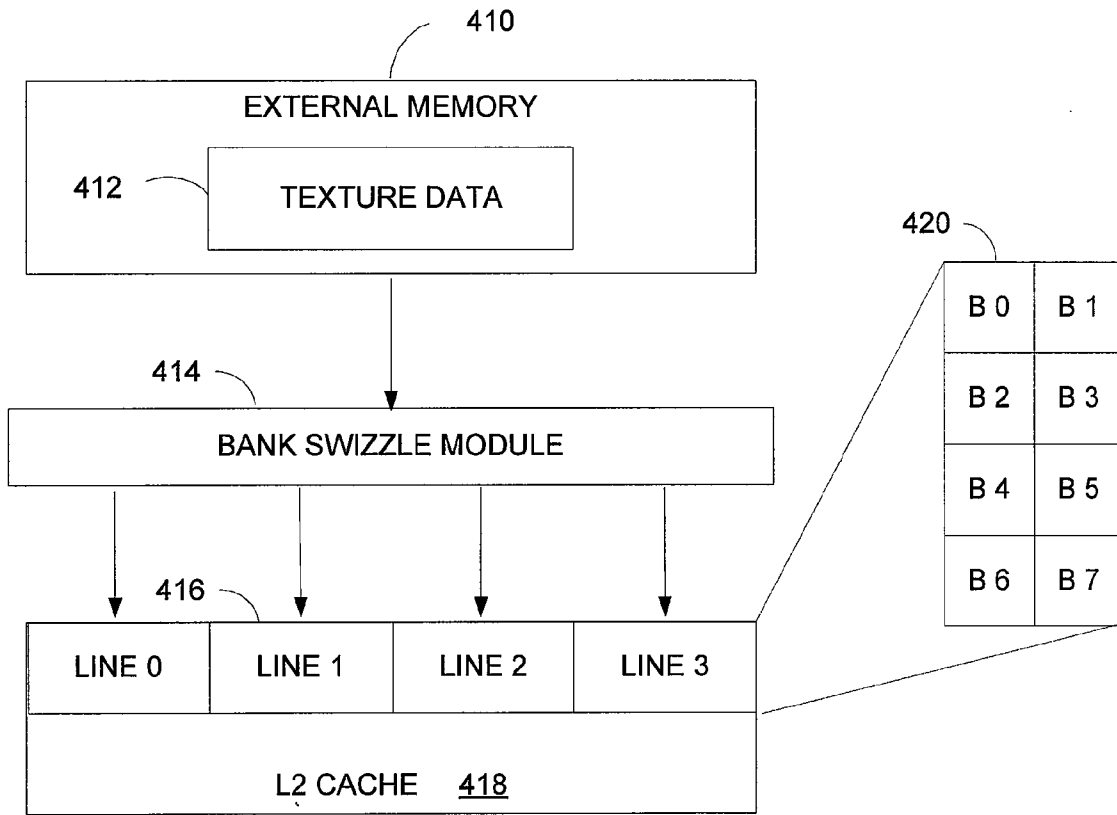 410
EXTERNAL MEMORY
412
TEXTURE DATA
420
B 0 B 1
B 2 B 3
B 4 B 5
B 6 B 7
414
BANK SWIZZLE MODULE
416
LINE 0 LINE 1 LINE 2 LINE 3
L2 CACHE 418